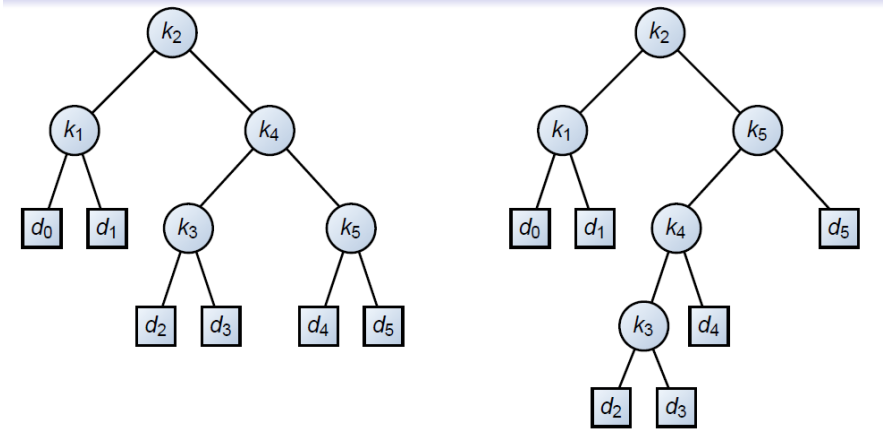 k2 k2
k1 k4 k1 k5
d0 d1 k3 k5 d0 d1 k4 d5
d2 d3 d4 d5 k3 d4
d2 d3